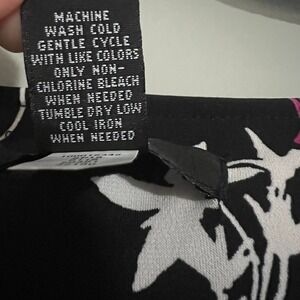 MACHINE
WASH COLD
GENTLE CYCLE
WITH LIKE COLORS
ONLY NON-
CHLORINE BLEACH
WHEN NEEDED
TUMBLE DRY LOW
COOL IRON
WHEN NEEDED